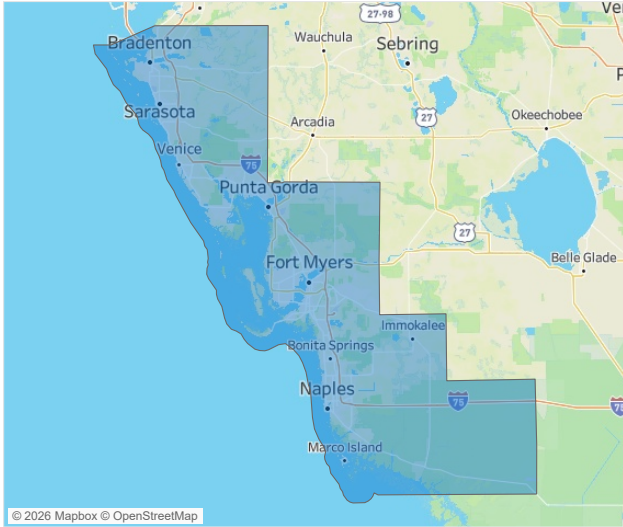 27-98
Ve
Bradenton
Wauchula
Sebring
P
Sarasota
27
Okeechobee
Arcadia
Venice
75
Punta Gorda
27
Belle Glade
Fort Myers
Immokalee
Bonita Springs
Naples
75
75
Marco Island
© 2026 Mapbox © OpenStreetMap